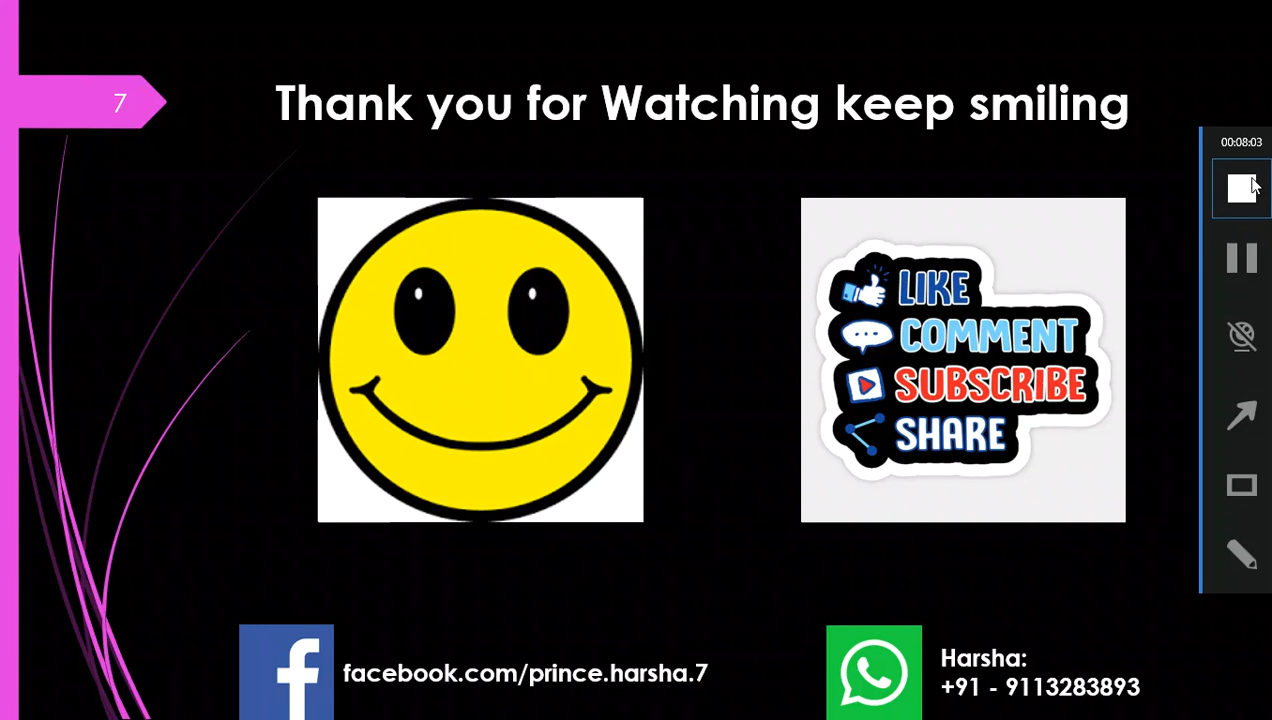 7
Thank you for Watching keep smiling
00:08:03
LIKE
COMMENT
SUBSCRIBE
SHARE
facebook.com/prince.harsha.7
Harsha:
+91 - 9113283893